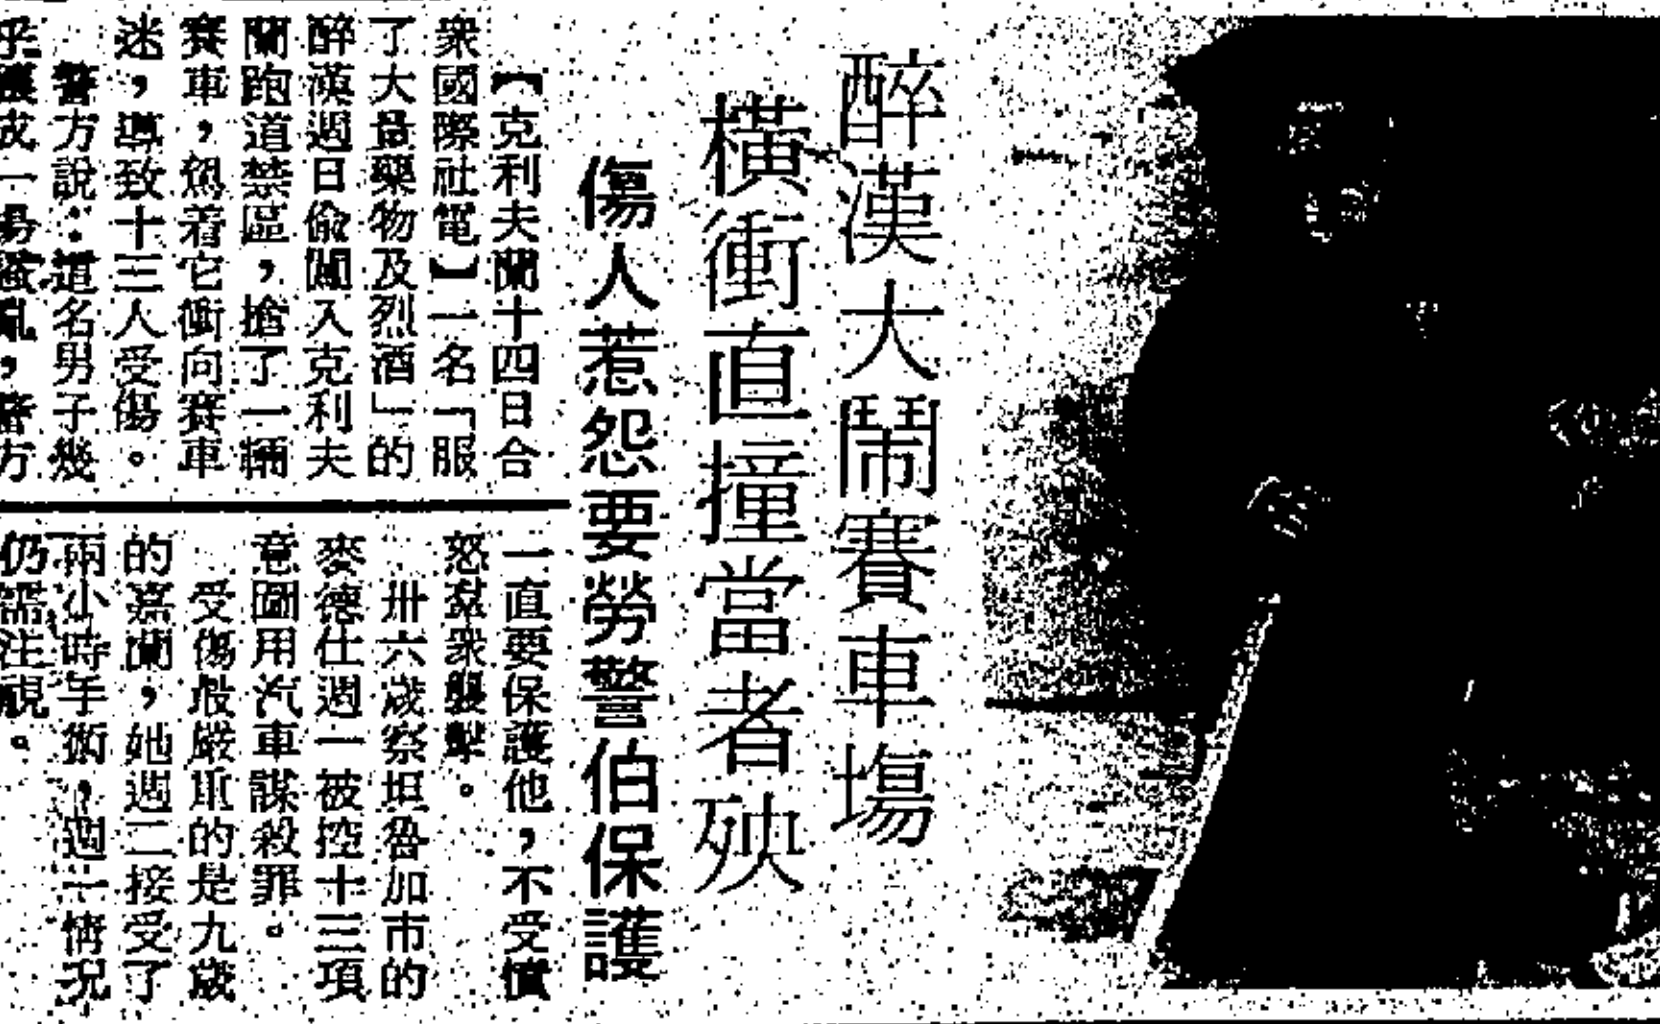 醉漢大鬧賽車場
橫衝直撞當者殃
傷人惹怨要勞警伯保護
【克利夫蘭十四日合
衆國際社電】一名「服
了大量藥物及烈酒」的
醉漢週日偷闖入克利夫
蘭跑道禁區，搶了一輛
賽車，駕着它衝向賽車
迷，導致十三人受傷。
警方說：這名男子幾
乎釀成一場騷亂，警方
一直要保護他，不受憤
怒羣衆襲擊。
卅六歲察坦魯加市的
麥德仕週一被控十三項
意圖用汽車謀殺罪。
受傷最嚴重的是九歲
的嘉蘭，她週二接受了
兩小時手術，週一情況
仍需注視。